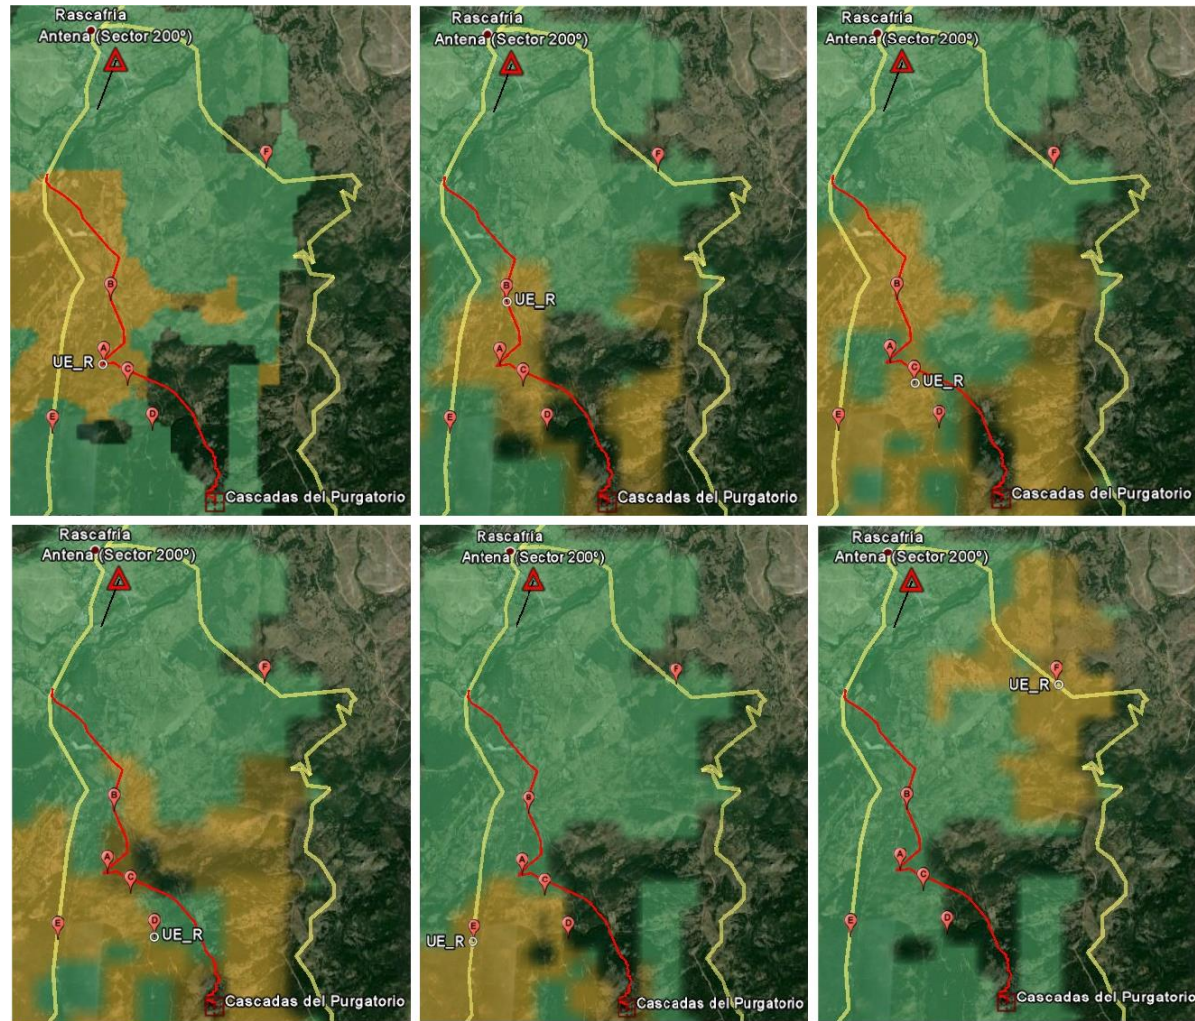 Rascafría
Antena (Sector 200º)
F
B
A
UE_R
C
E
D
Cascadas del Purgatorio
Rascafría
Antena (Sector 200º)
F
B
UE_R
A
C
E
D
Cascadas del Purgatorio
Rascafría
Antena (Sector 200º)
F
B
A
C
UE_R
E
D
Cascadas del Purgatorio
Rascafría
Antena (Sector 200º)
F
B
A
C
E
D
UE_R
Cascadas del Purgatorio
Rascafría
Antena (Sector 200º)
F
B
A
C
E
D
UE_R
Cascadas del Purgatorio
Rascafría
Antena (Sector 200º)
F
UE_R
B
A
C
E
D
Cascadas del Purgatorio